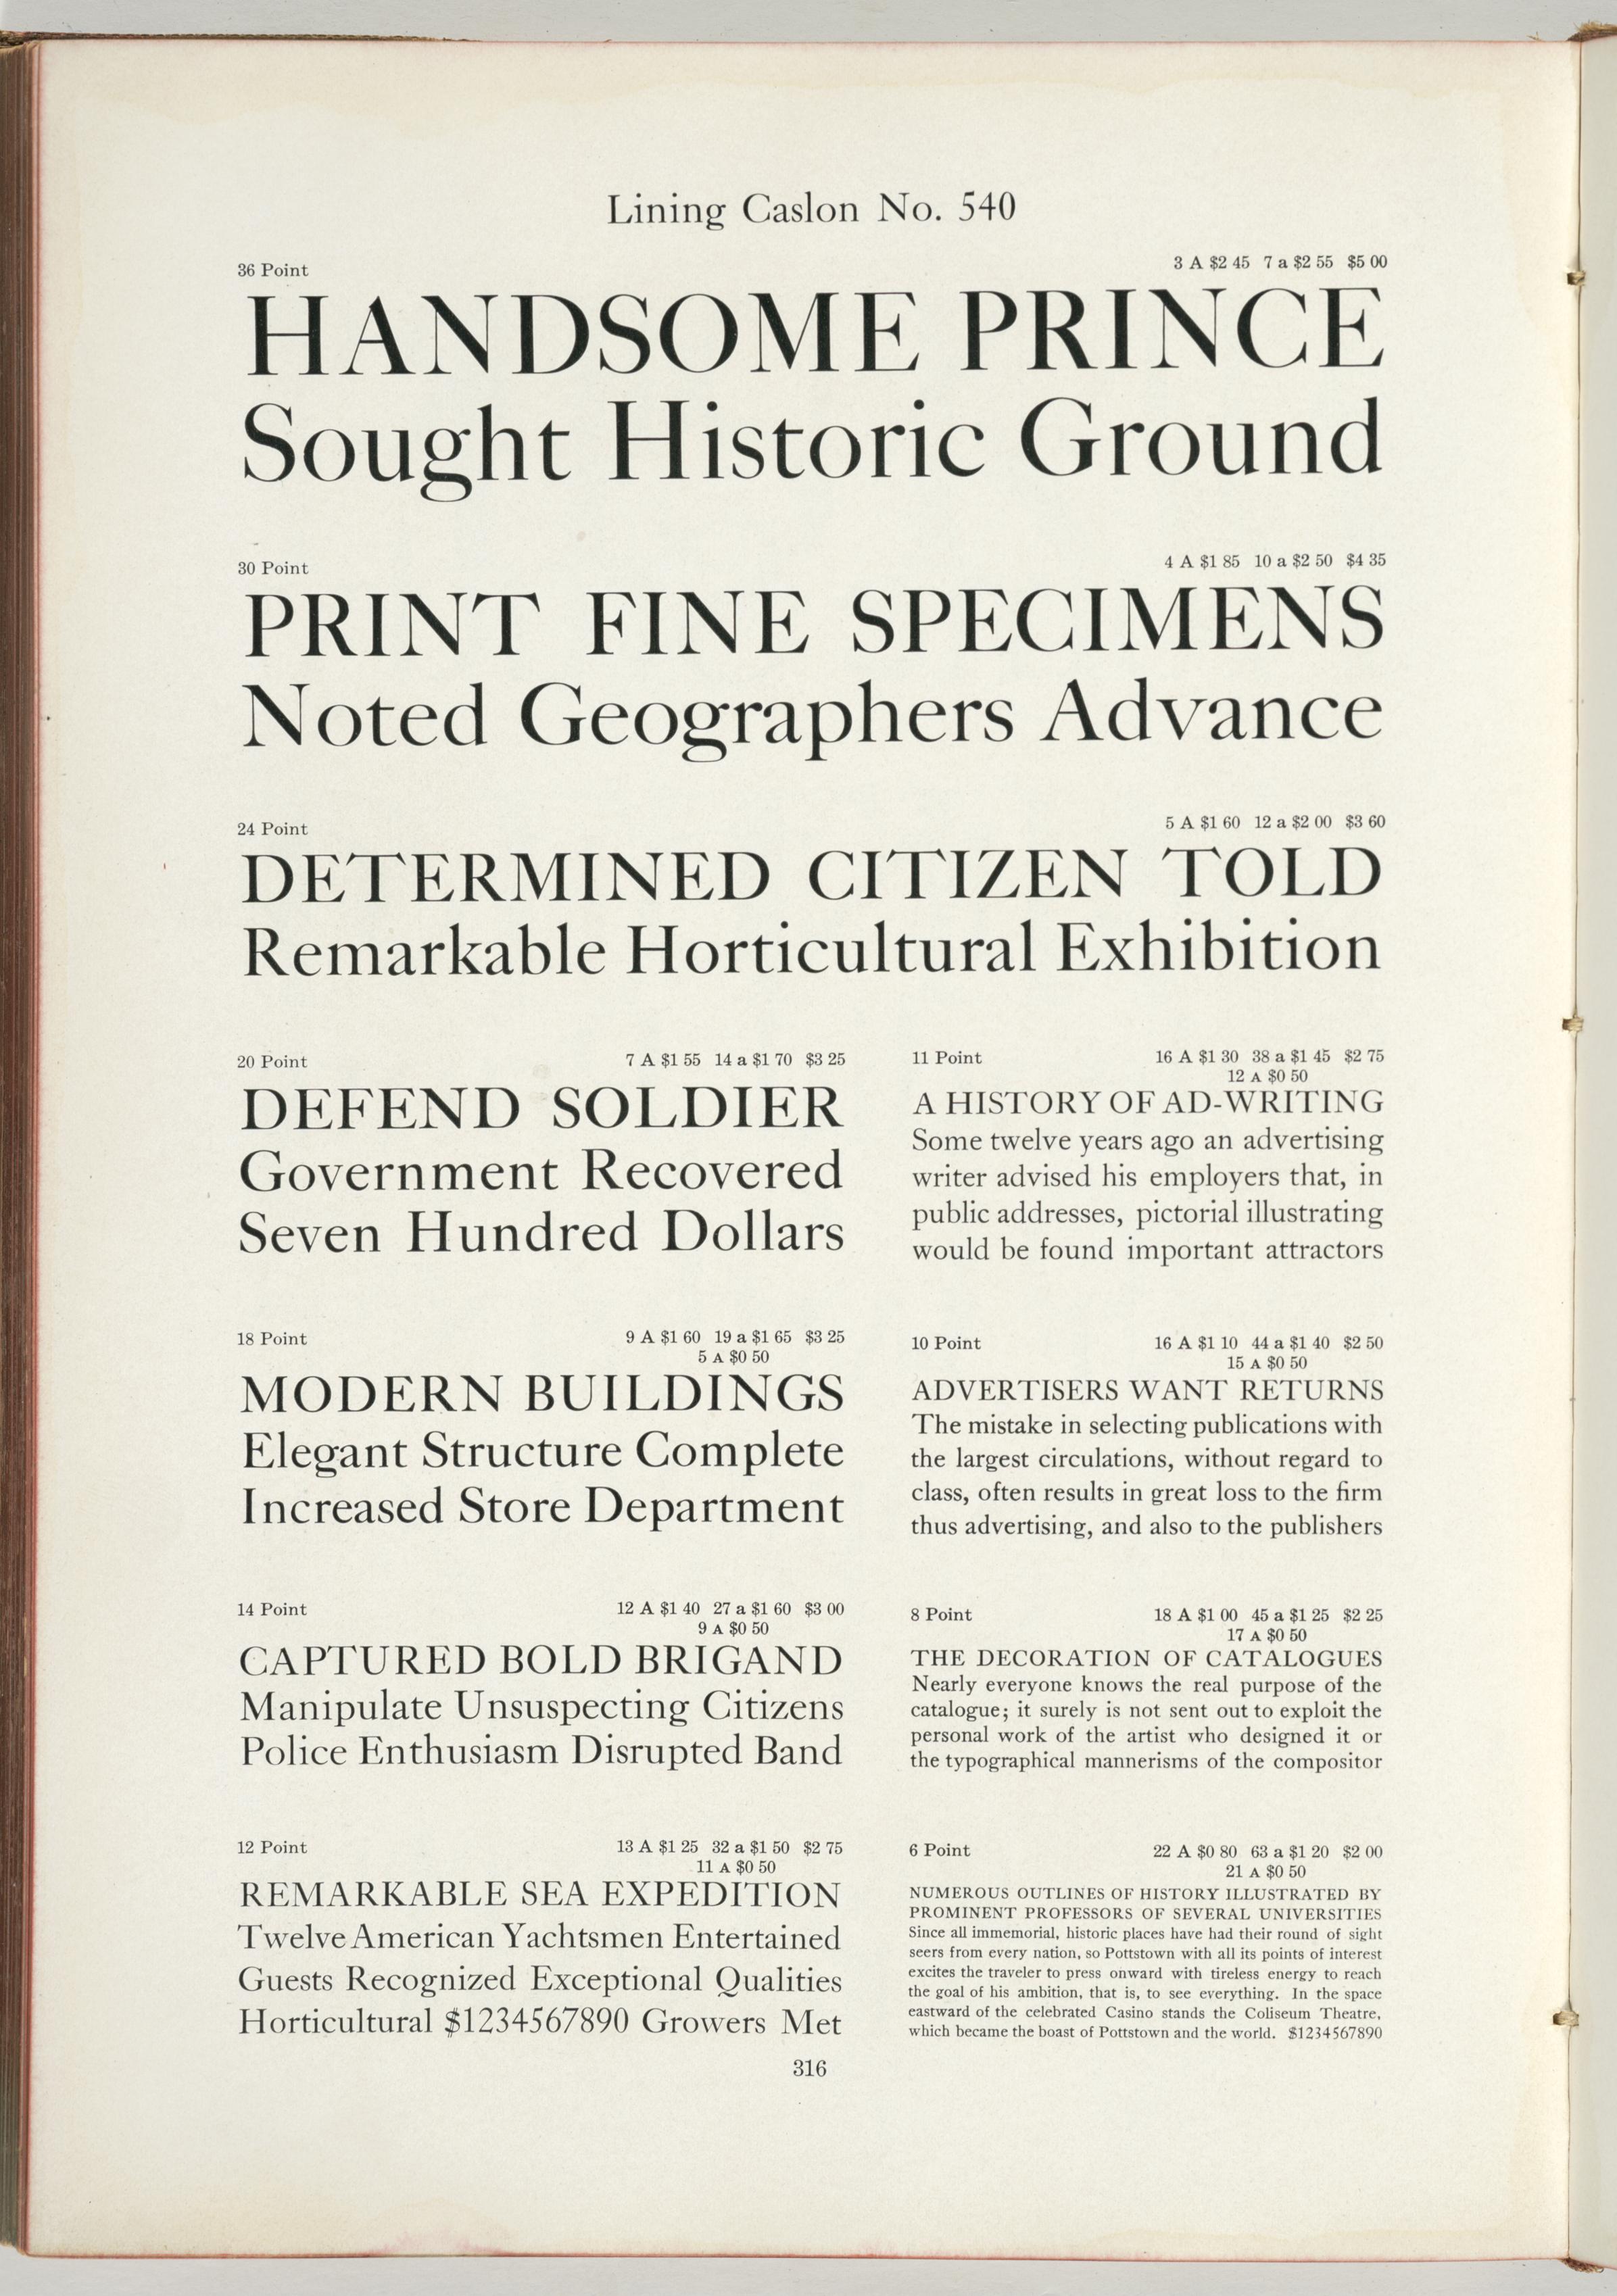 Lining Caslon No. 540
36 Point 3 A $2 45 7 a $2 55 $5 00
HANDSOME PRINCE
Sought Historic Ground
30 Point 4 A $1 85 10 a $2 50 $4 35
PRINT FINE SPECIMENS
Noted Geographers Advance
24 Point 5 A $1 60 12 a $2 00 $3 60
DETERMINED CITIZEN TOLD
Remarkable Horticultural Exhibition
20 Point 7 A $1 55 14 a $1 70 $3 25
DEFEND SOLDIER
Government Recovered
Seven Hundred Dollars
18 Point 9 A $1 60 19 a $1 65 $3 25
5 A $0 50
MODERN BUILDINGS
Elegant Structure Complete
Increased Store Department
14 Point 12 A $1 40 27 a $1 60 $3 00
9 A $0 50
CAPTURED BOLD BRIGAND
Manipulate Unsuspecting Citizens
Police Enthusiasm Disrupted Band
12 Point 13 A $1 25 32 a $1 50 $2 75
11 A $0 50
REMARKABLE SEA EXPEDITION
Twelve American Yachtsmen Entertained
Guests Recognized Exceptional Qualities
Horticultural $1234567890 Growers Met
11 Point 16 A $1 30 38 a $1 45 $2 75
12 A $0 50
A HISTORY OF AD-WRITING
Some twelve years ago an advertising
writer advised his employers that, in
public addresses, pictorial illustrating
would be found important attractors
10 Point 16 A $1 10 44 a $1 40 $2 50
15 A $0 50
ADVERTISERS WANT RETURNS
The mistake in selecting publications with
the largest circulations, without regard to
class, often results in great loss to the firm
thus advertising, and also to the publishers
8 Point 18 A $1 00 45 a $1 25 $2 25
17 A $0 50
THE DECORATION OF CATALOGUES
Nearly everyone knows the real purpose of the
catalogue; it surely is not sent out to exploit the
personal work of the artist who designed it or
the typographical mannerisms of the compositor
6 Point 22 A $0 80 63 a $1 20 $2 00
21 A $0 50
NUMEROUS OUTLINES OF HISTORY ILLUSTRATED BY
PROMINENT PROFESSORS OF SEVERAL UNIVERSITIES
Since all immemorial, historic places have had their round of sight
seers from every nation, so Pottstown with all its points of interest
excites the traveler to press onward with tireless energy to reach
the goal of his ambition, that is, to see everything. In the space
eastward of the celebrated Casino stands the Coliseum Theatre,
which became the boast of Pottstown and the world. $1234567890
316